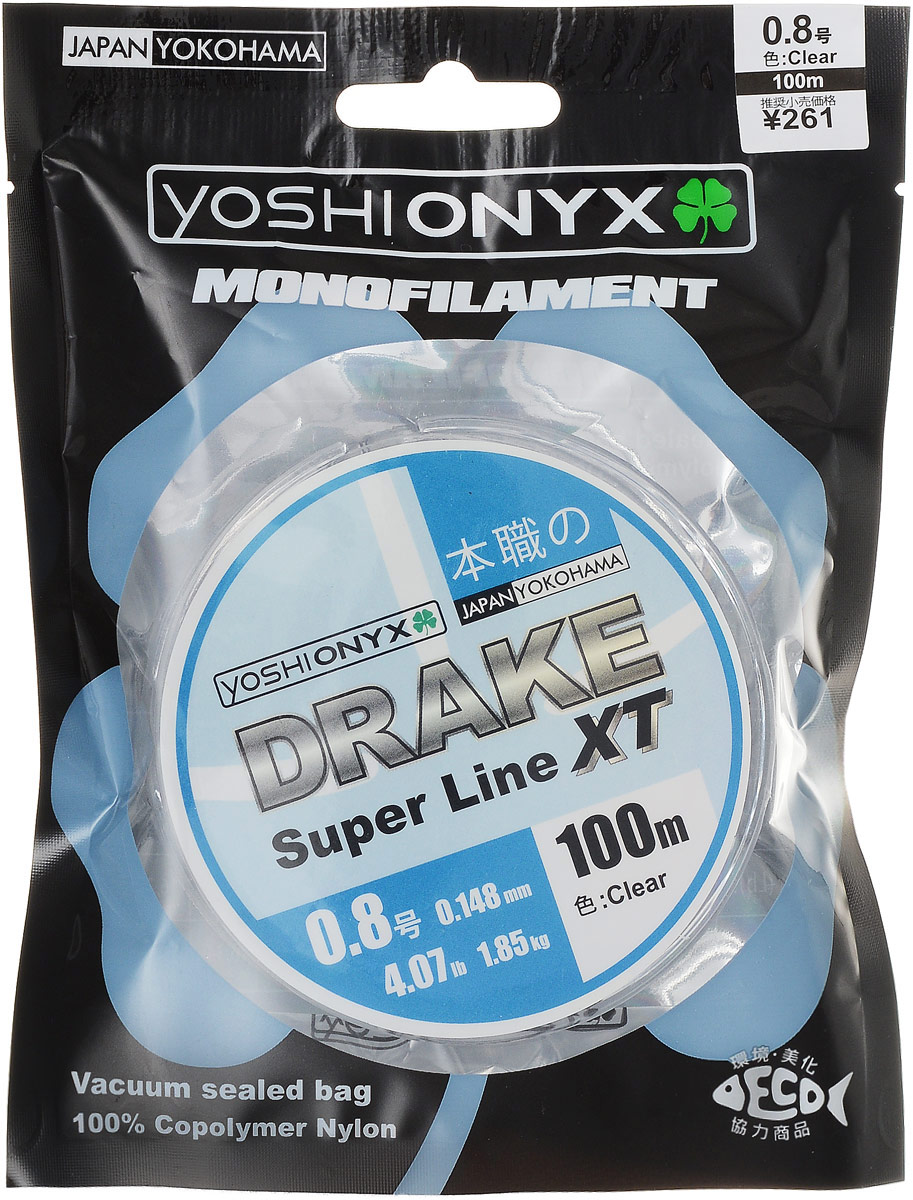 JAPAN YOKOHAMA
0.8号
色:Clear
100m
推奨小売価格
¥261
YOSHIONYX
MONOFILAMENT
本職の
JAPAN YOKOHAMA
YOSHIONYX
DRAKE
Super Line XT
100m
色:Clear
0.8号 0.148mm
4.07lb 1.85kg
Vacuum sealed bag
100% Copolymer Nylon
環境・美化
ECO
協力商品